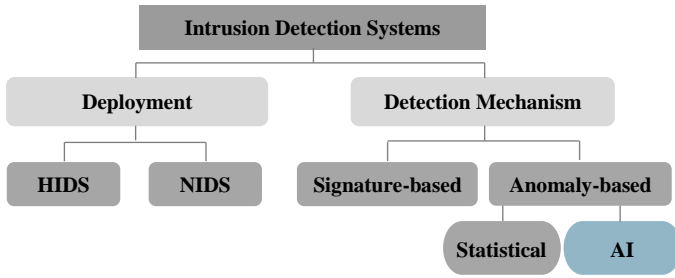 Intrusion Detection Systems
Deployment
Detection Mechanism
HIDS
NIDS
Signature-based
Anomaly-based
Statistical
AI